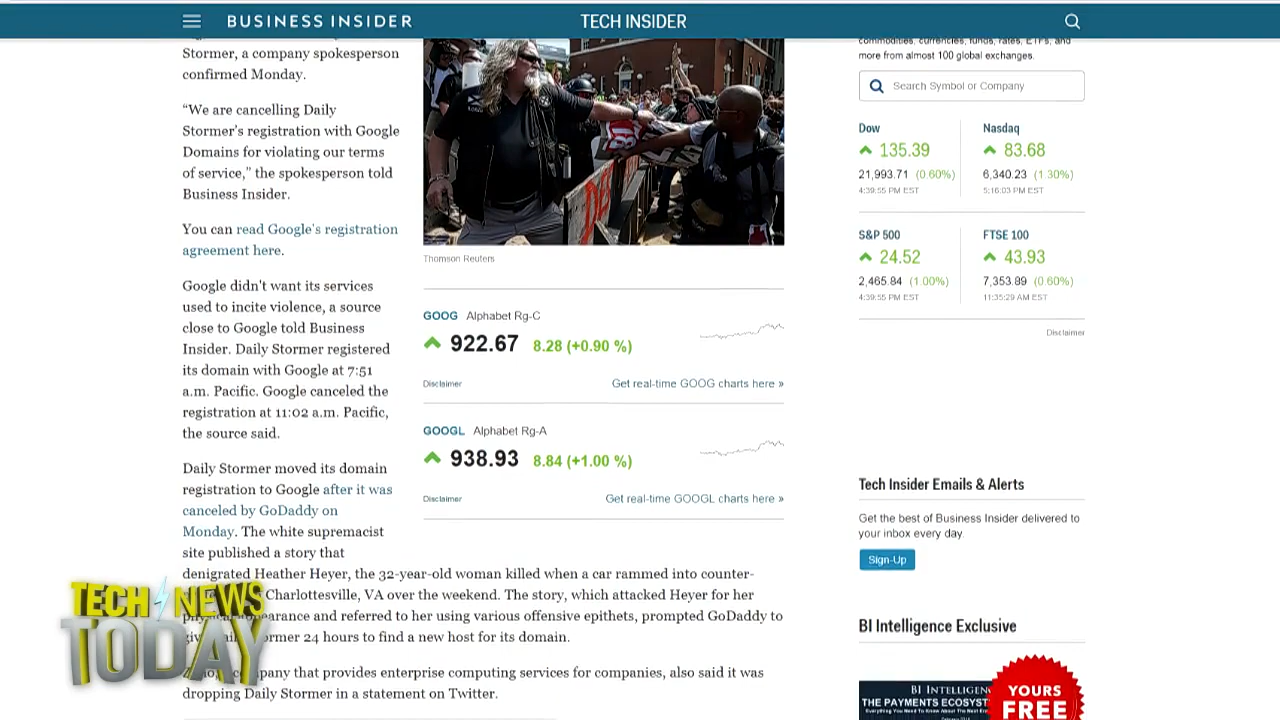 BUSINESS INSIDER
TECH INSIDER
Stormer, a company spokesperson
confirmed Monday.
“We are cancelling Daily
Stormer’s registration with Google
Domains for violating our terms
of service,” the spokesperson told
Business Insider.
You can read Google’s registration
agreement here.
Google didn't want its services
used to incite violence, a source
close to Google told Business
Insider. Daily Stormer registered
its domain with Google at 7:51
a.m. Pacific. Google canceled the
registration at 11:02 a.m. Pacific,
the source said.
Daily Stormer moved its domain
registration to Google after it was
canceled by GoDaddy on
Monday. The white supremacist
site published a story that
denigrated Heather Heyer, the 32-year-old woman killed when a car rammed into counter-
Charlottesville, VA over the weekend. The story, which attacked Heyer for her
and referred to her using various offensive epithets, prompted GoDaddy to
24 hours to find a new host for its domain.
that provides enterprise computing services for companies, also said it was
dropping Daily Stormer in a statement on Twitter.
TECH NEWS
TODAY
Thomson Reuters
GOOG Alphabet Rg-C
922.67 8.28 (+0.90 %)
Disclaimer Get real-time GOOG charts here »
GOOGL Alphabet Rg-A
938.93 8.84 (+1.00 %)
Disclaimer Get real-time GOOGL charts here »
commodities, currencies, funds, rates, ETFs, and
more from almost 100 global exchanges.
Search Symbol or Company
Dow
135.39
21,993.71 (0.60%)
4:39:55 PM EST
Nasdaq
83.68
6,340.23 (1.30%)
5:16:03 PM EST
S&P 500
24.52
2,465.84 (1.00%)
4:39:55 PM EST
FTSE 100
43.93
7,353.89 (0.60%)
11:35:29 AM EST
Disclaimer
Tech Insider Emails & Alerts
Get the best of Business Insider delivered to
your inbox every day.
Sign-Up
BI Intelligence Exclusive
BI INTELLIGEN
THE PAYMENTS ECOSYST
YOURS
FREE